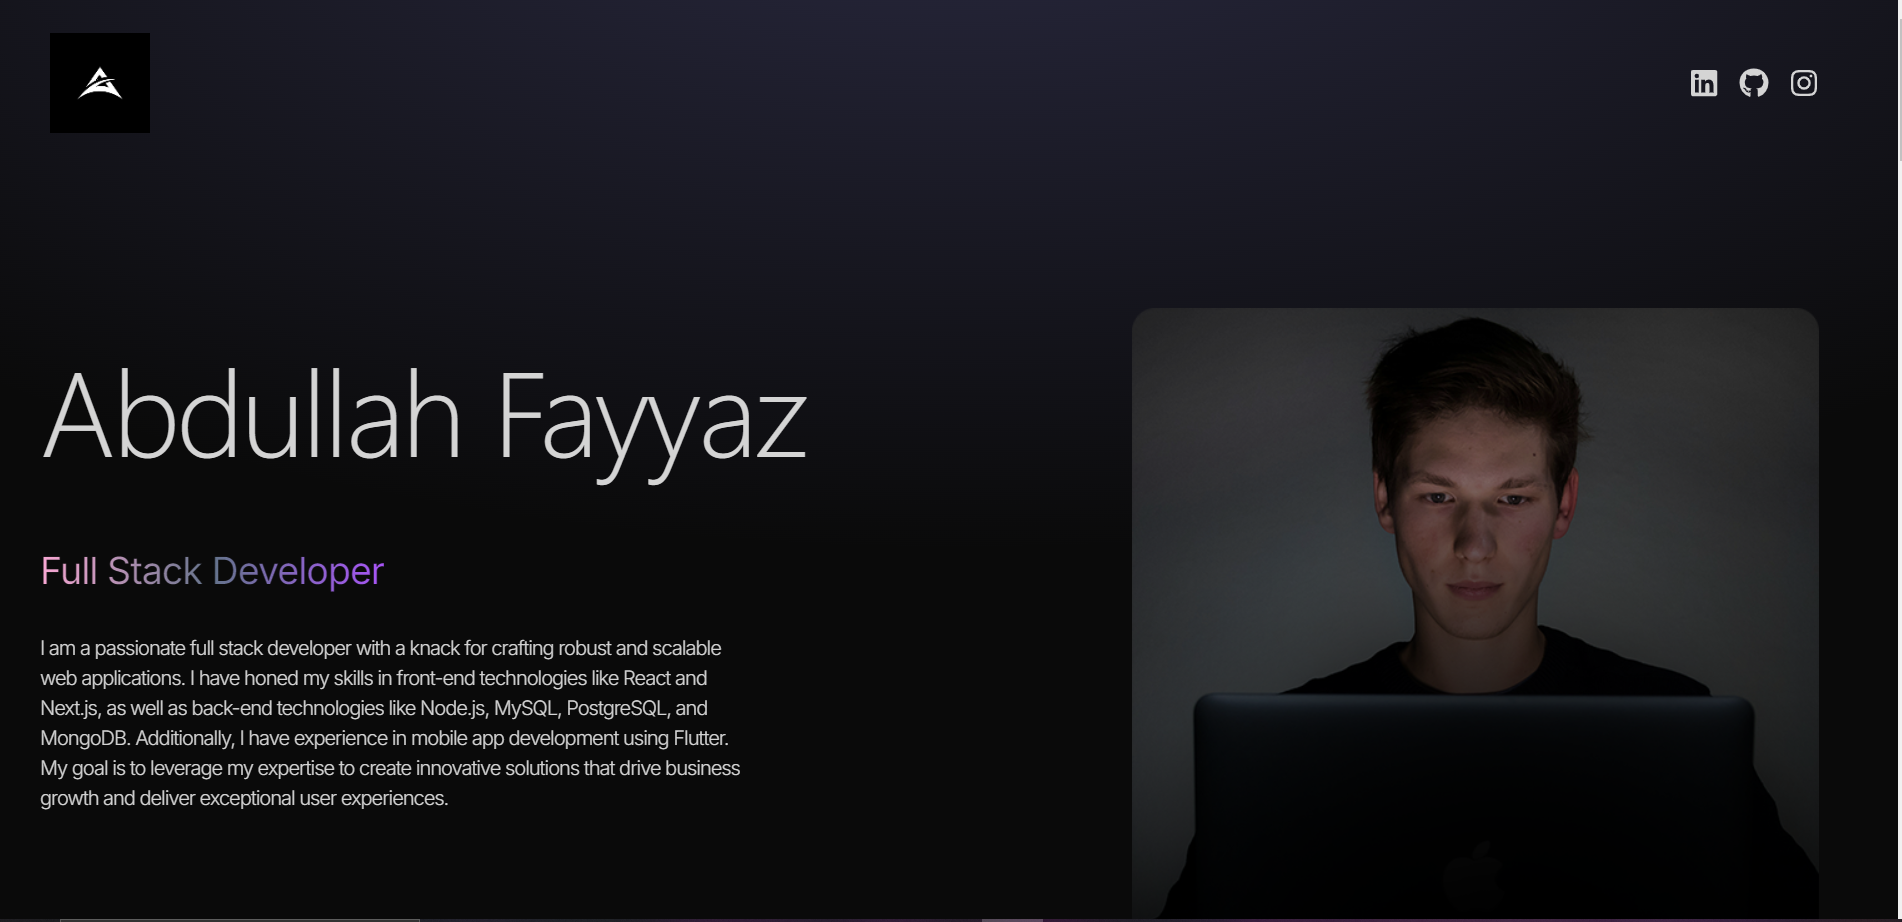 Abdullah Fayyaz
Full Stack Developer
I am a passionate full stack developer with a knack for crafting robust and scalable
web applications. I have honed my skills in front-end technologies like React and
Next.js, as well as back-end technologies like Node.js, MySQL, PostgreSQL, and
MongoDB. Additionally, I have experience in mobile app development using Flutter.
My goal is to leverage my expertise to create innovative solutions that drive business
growth and deliver exceptional user experiences.